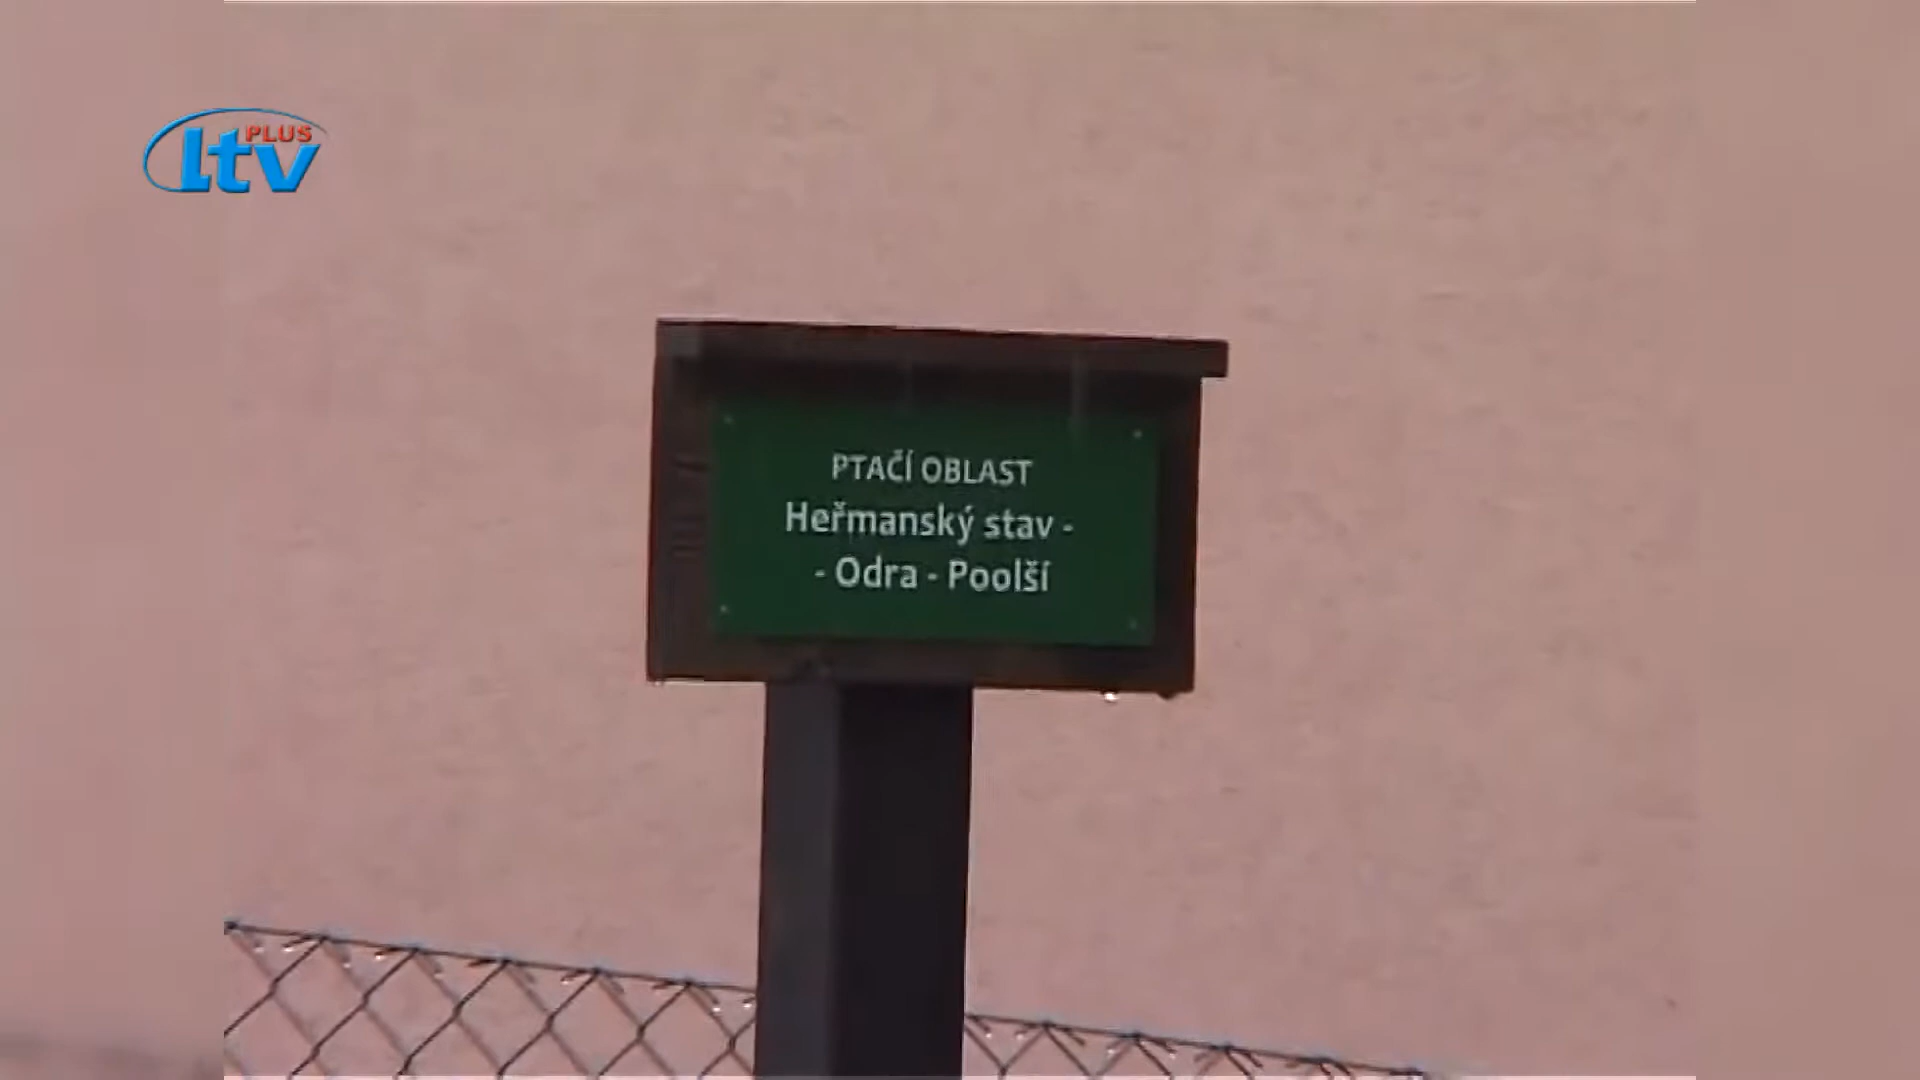 PLUS
ltv
PTAČÍ OBLAST
Heřmanský stav -
- Odra - Poolší